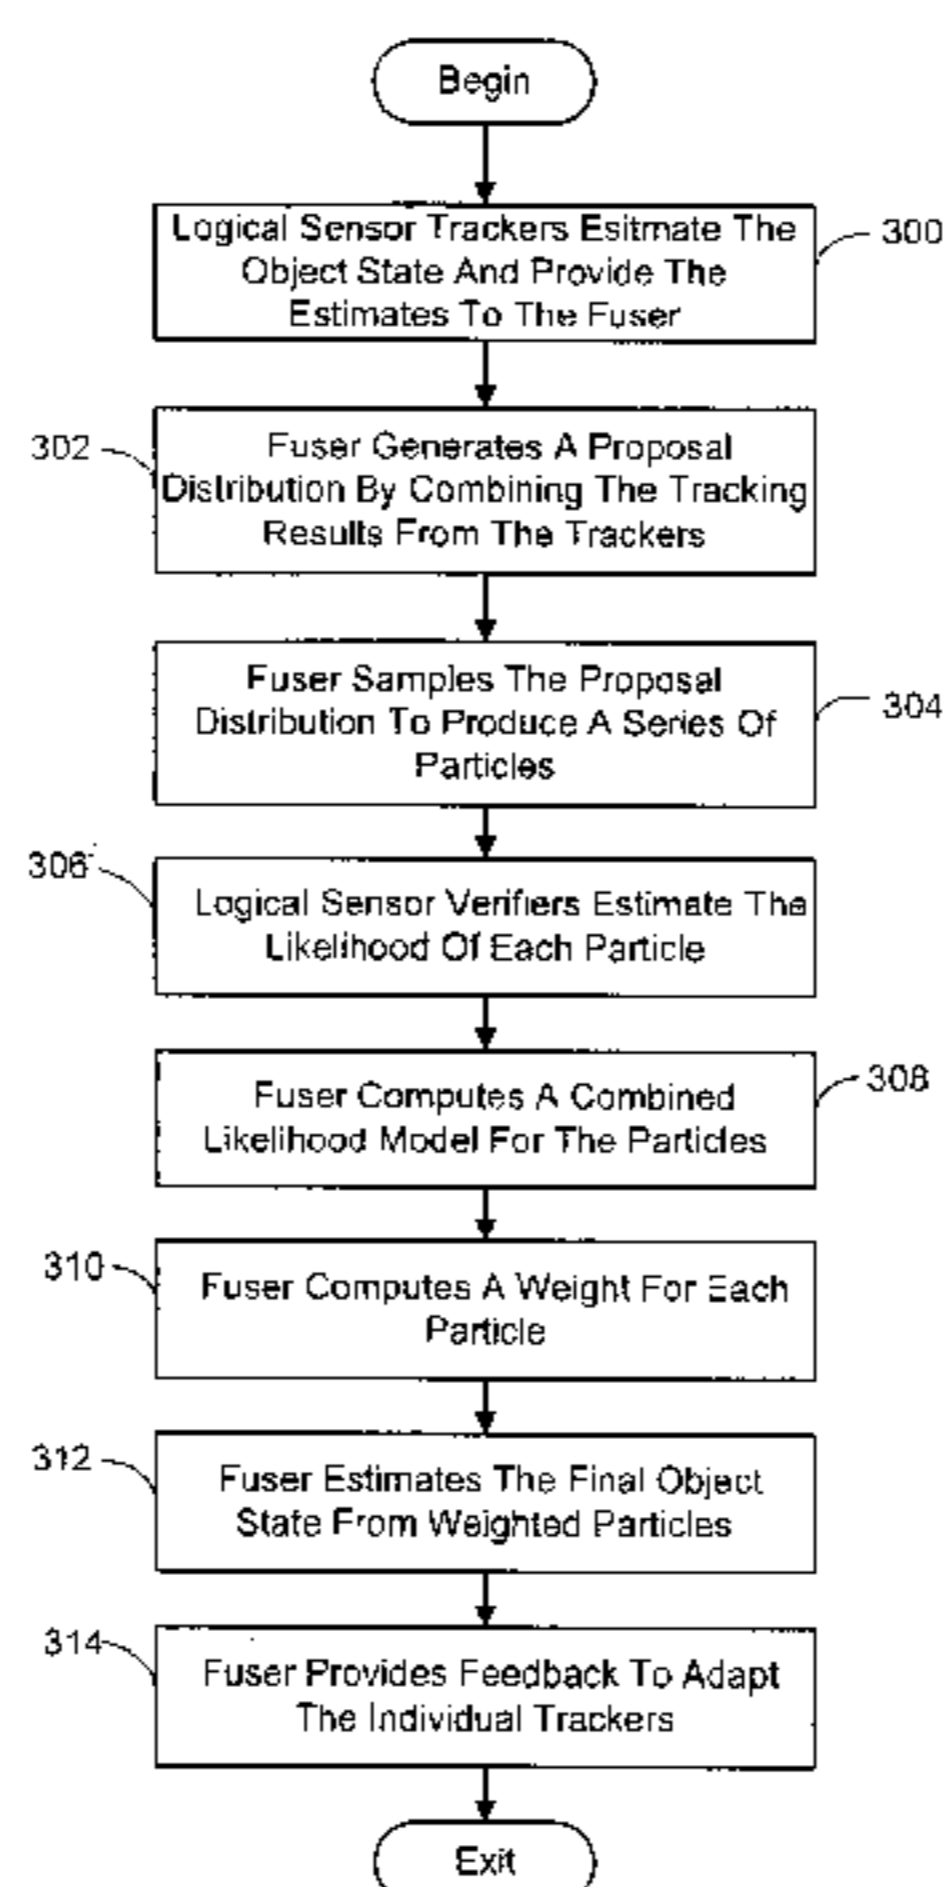 Begin
Logical Sensor Trackers Esitmate The
Object State And Provide The
Estimates To The Fuser
300
302
Fuser Generates A Proposal
Distribution By Combining The Tracking
Results From The Trackers
Fuser Samples The Proposal
Distribution To Produce A Series Of
Particles
304
306
Logical Sensor Verifiers Estimate The
Likelihood Of Each Particle
Fuser Computes A Combined
Likelihood Model For The Particles
308
310
Fuser Computes A Weight For Each
Particle
312
Fuser Estimates The Final Object
State From Weighted Particles
314
Fuser Provides Feedback To Adapt
The Individual Trackers
Exit